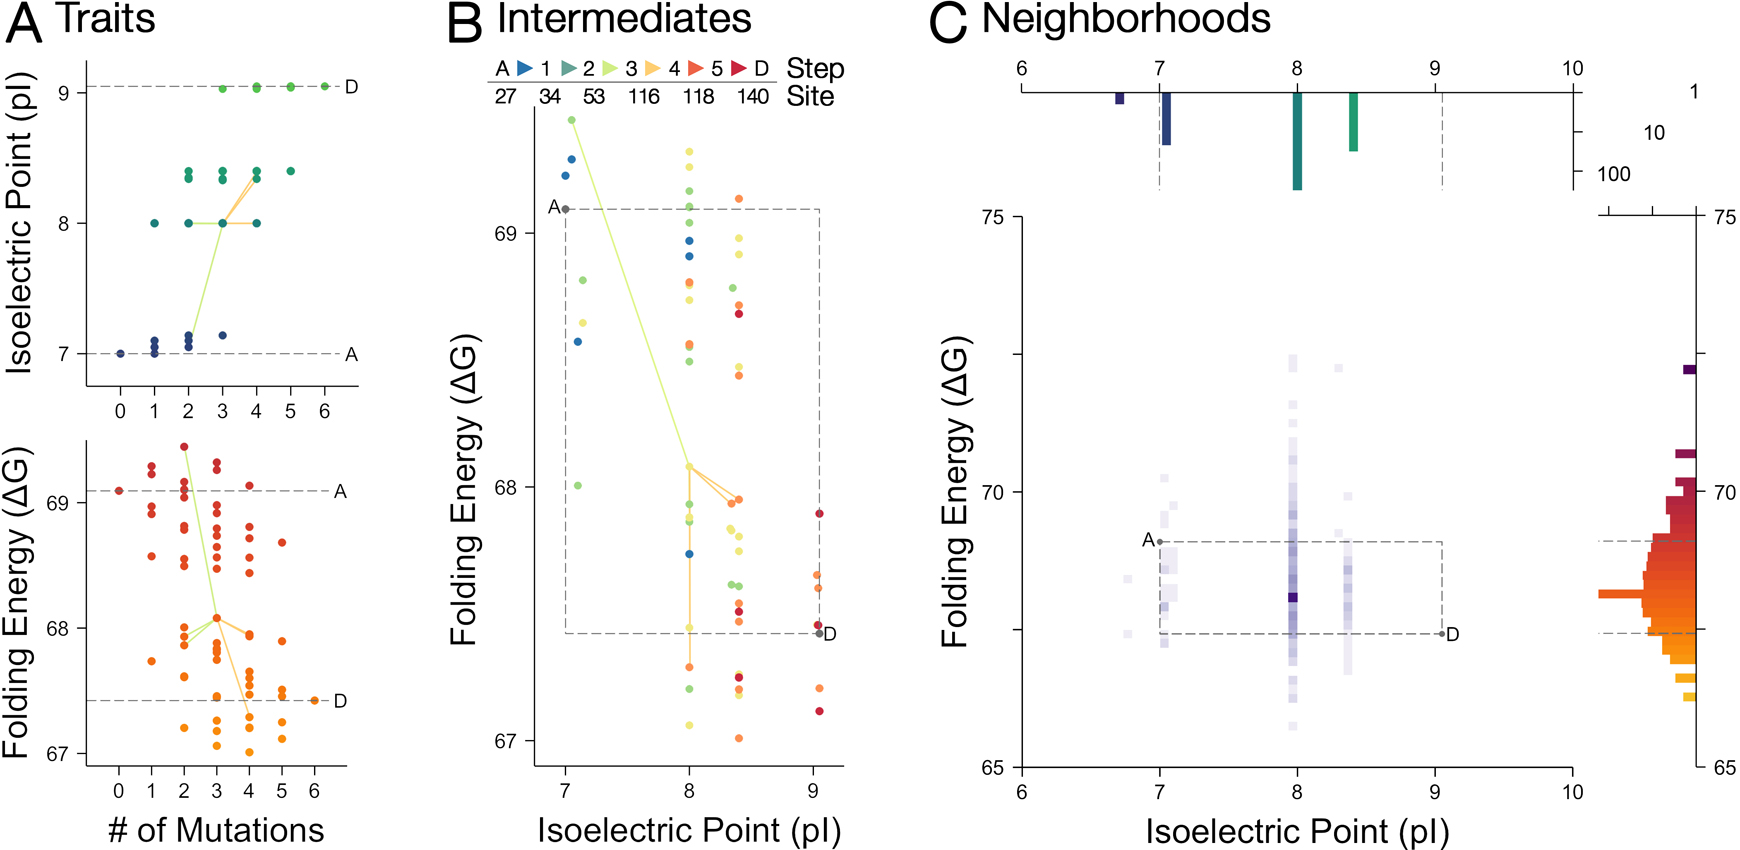 A Traits
Isoelectric Point (pI)
9
8
7
D
A
0 1 2 3 4 5 6
Folding Energy (ΔG)
69
68
67
A
D
0 1 2 3 4 5 6
# of Mutations
B Intermediates
A 1 2 3 4 5 D Step
27 34 53 116 118 140 Site
Folding Energy (ΔG)
69
68
67
A
D
7 8 9
Isoelectric Point (pI)
C Neighborhoods
6 7 8 9 10
1
10
100
Folding Energy (ΔG)
75
70
65
A
D
75
70
65
6 7 8 9 10
Isoelectric Point (pI)